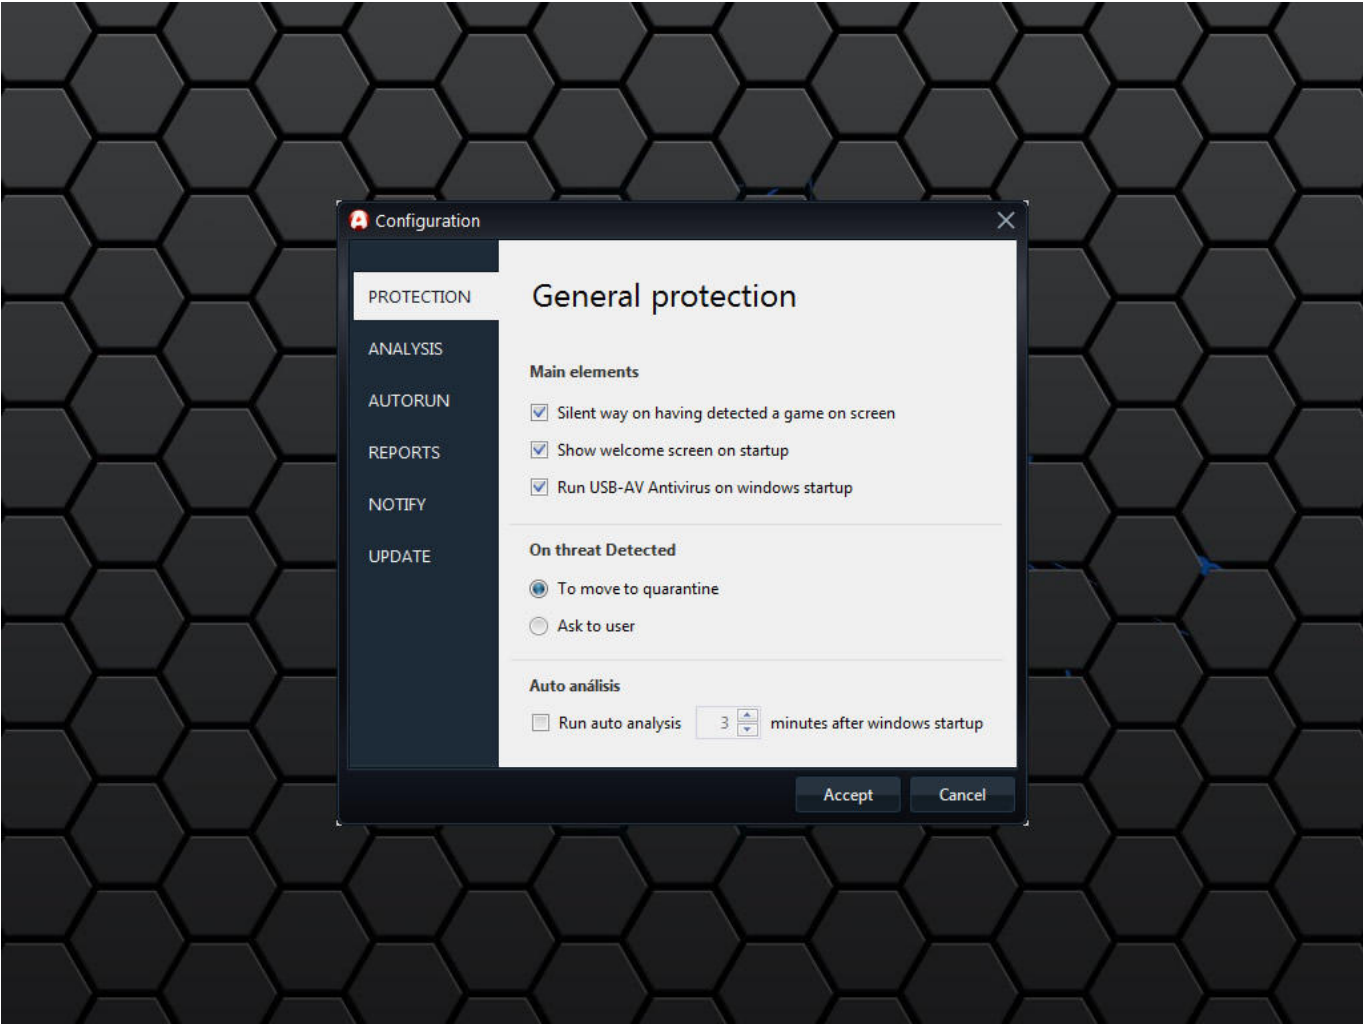 Configuration
PROTECTION
ANALYSIS
AUTORUN
REPORTS
NOTIFY
UPDATE
General protection
Main elements
Silent way on having detected a game on screen
Show welcome screen on startup
Run USB-AV Antivirus on windows startup
On threat Detected
To move to quarantine
Ask to user
Auto análisis
Run auto analysis 3 minutes after windows startup
Accept Cancel